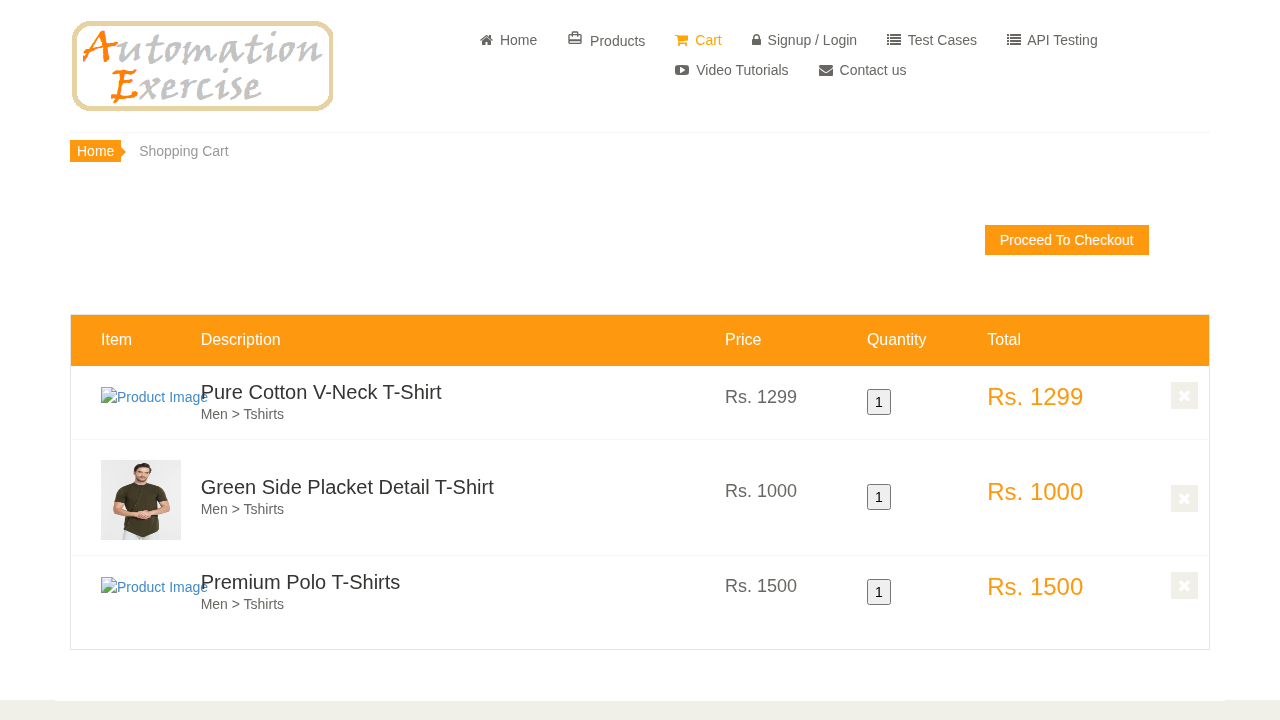 Automation
Exercise
Home
Products
Cart
Signup / Login
Test Cases
API Testing
Video Tutorials
Contact us
Home
Shopping Cart
Proceed To Checkout
Item Description Price Quantity Total
Product Image
Pure Cotton V-Neck T-Shirt
Men > Tshirts
Rs. 1299
1
Rs. 1299
Green Side Placket Detail T-Shirt
Men > Tshirts
Rs. 1000
1
Rs. 1000
Product Image
Premium Polo T-Shirts
Men > Tshirts
Rs. 1500
1
Rs. 1500